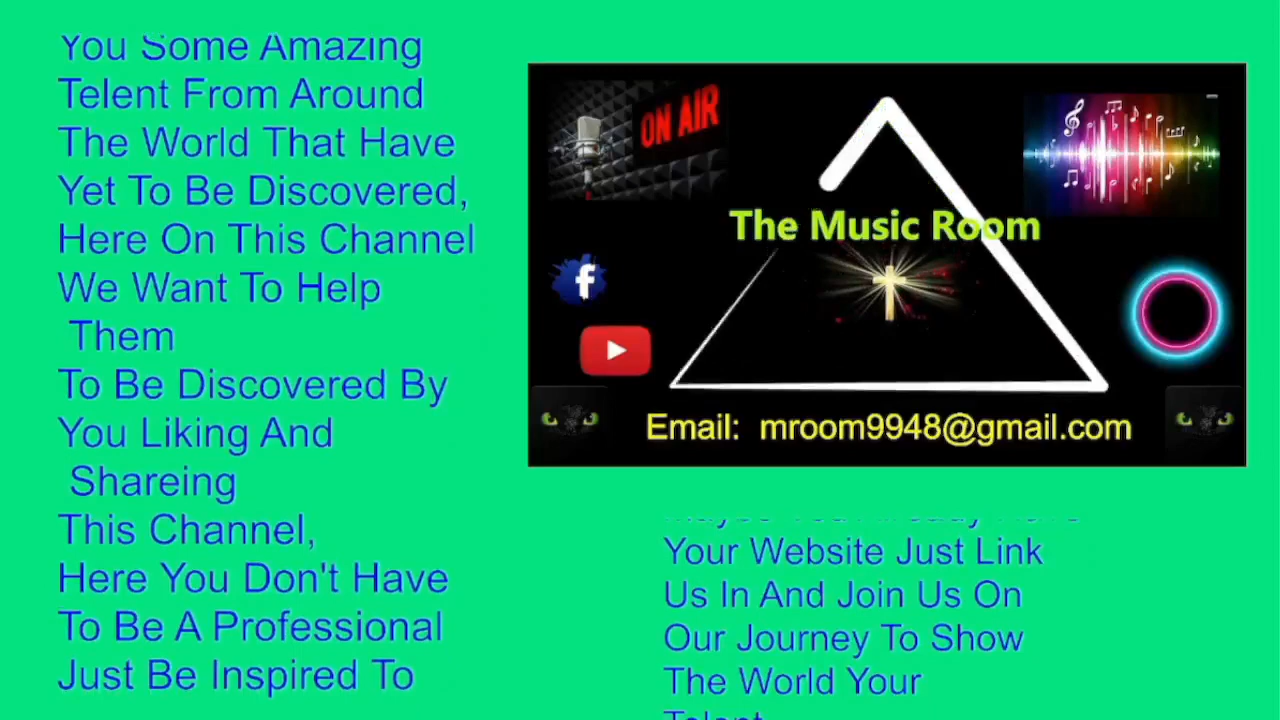 You Some Amazing
Telent From Around
The World That Have
Yet To Be Discovered,
Here On This Channel
We Want To Help
Them
To Be Discovered By
You Liking And
Shareing
This Channel,
Here You Don't Have
To Be A Professional
Just Be Inspired To
ON AIR
The Music Room
f
Email: mroom9948@gmail.com
Your Website Just Link
Us In And Join Us On
Our Journey To Show
The World Your